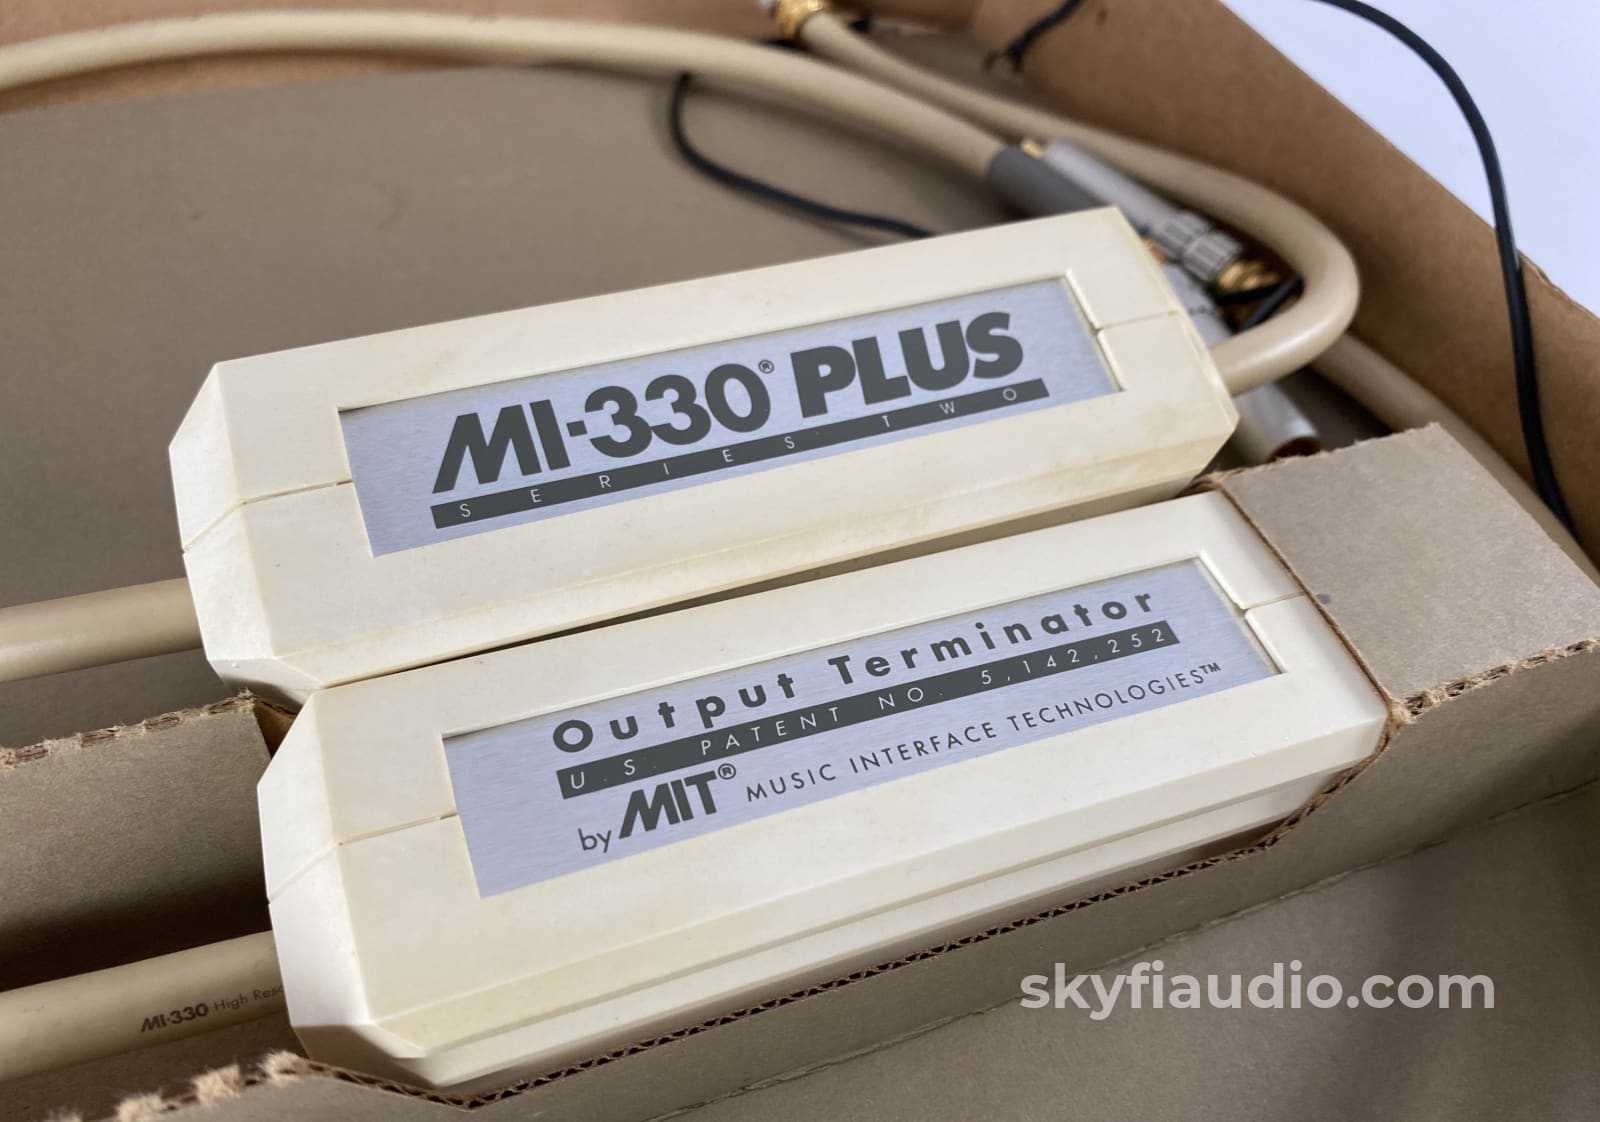 MI-330® PLUS
SERIES TWO
Output Terminator
U.S. PATENT NO. 5,142,252
by MIT® MUSIC INTERFACE TECHNOLOGIES™
MI-330 High
skyfiaudio.com